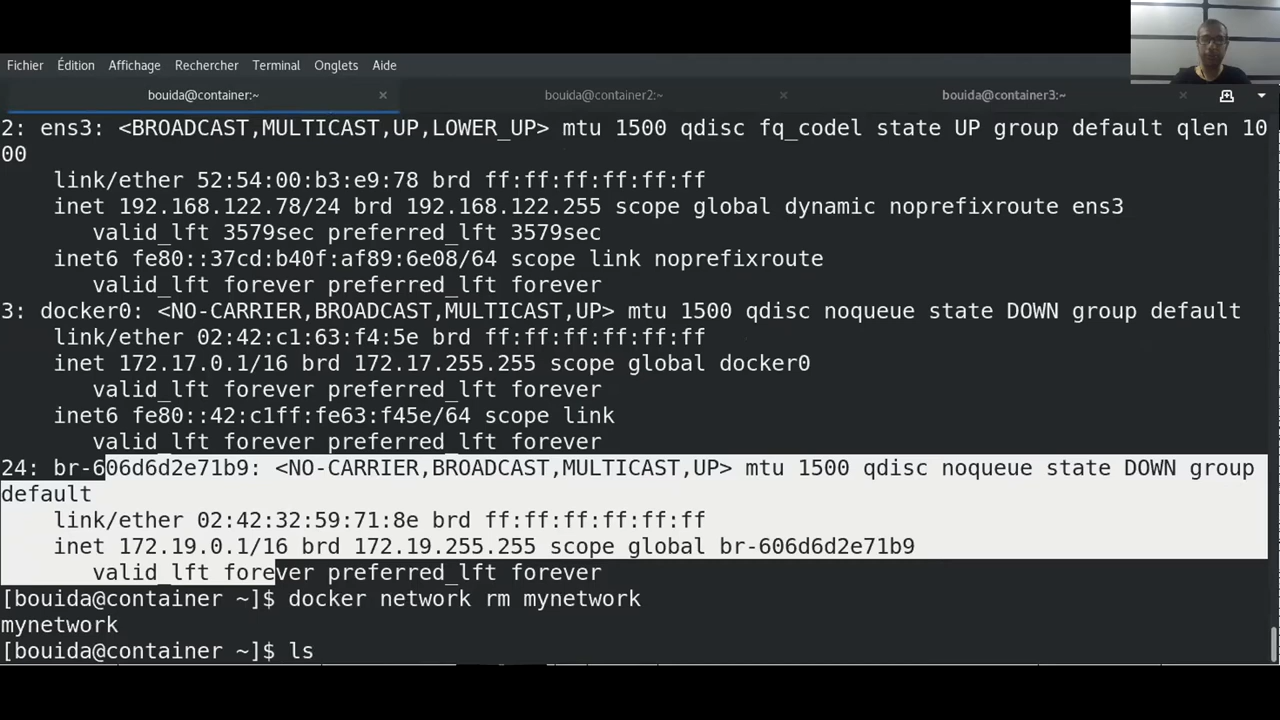 Fichier Édition Affichage Rechercher Terminal Onglets Aide
bouida@container:~ bouida@container2:~ bouida@container3:~
2: ens3: <BROADCAST,MULTICAST,UP,LOWER_UP> mtu 1500 qdisc fq_codel state UP group default qlen 10
00
    link/ether 52:54:00:b3:e9:78 brd ff:ff:ff:ff:ff:ff
    inet 192.168.122.78/24 brd 192.168.122.255 scope global dynamic noprefixroute ens3
       valid_lft 3579sec preferred_lft 3579sec
    inet6 fe80::37cd:b40f:af89:6e08/64 scope link noprefixroute
       valid_lft forever preferred_lft forever
3: docker0: <NO-CARRIER,BROADCAST,MULTICAST,UP> mtu 1500 qdisc noqueue state DOWN group default
    link/ether 02:42:c1:63:f4:5e brd ff:ff:ff:ff:ff:ff
    inet 172.17.0.1/16 brd 172.17.255.255 scope global docker0
       valid_lft forever preferred_lft forever
    inet6 fe80::42:c1ff:fe63:f45e/64 scope link
       valid_lft forever preferred_lft forever
24: br-606d6d2e71b9: <NO-CARRIER,BROADCAST,MULTICAST,UP> mtu 1500 qdisc noqueue state DOWN group
default
    link/ether 02:42:32:59:71:8e brd ff:ff:ff:ff:ff:ff
    inet 172.19.0.1/16 brd 172.19.255.255 scope global br-606d6d2e71b9
       valid_lft forever preferred_lft forever
[bouida@container ~]$ docker network rm mynetwork
mynetwork
[bouida@container ~]$ ls